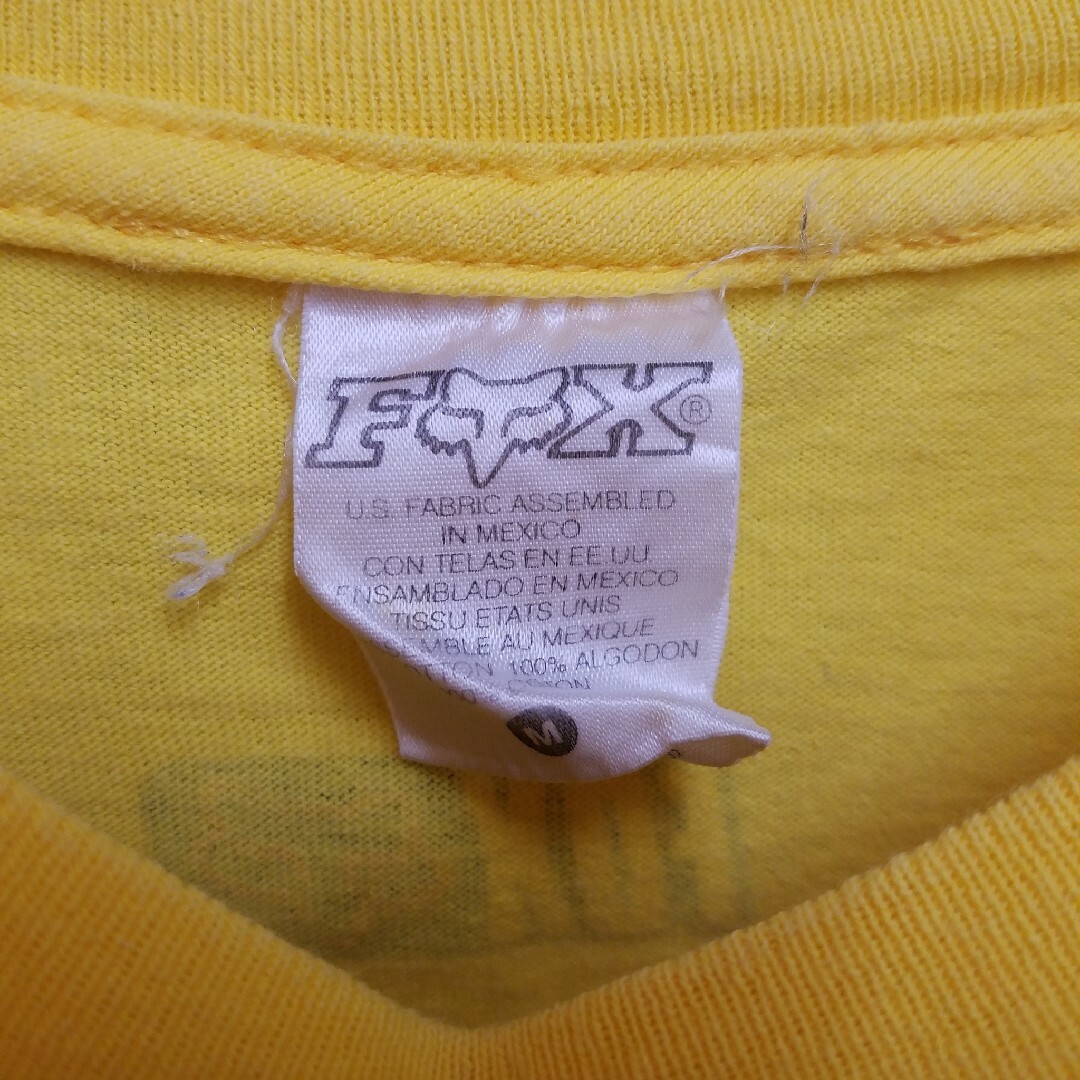 FOX®
U.S. FABRIC ASSEMBLED
IN MEXICO
CON TELAS EN EE UU
ENSAMBLADO EN MEXICO
TISSU ETATS UNIS
AU MEXIQUE
100% ALGODON
M